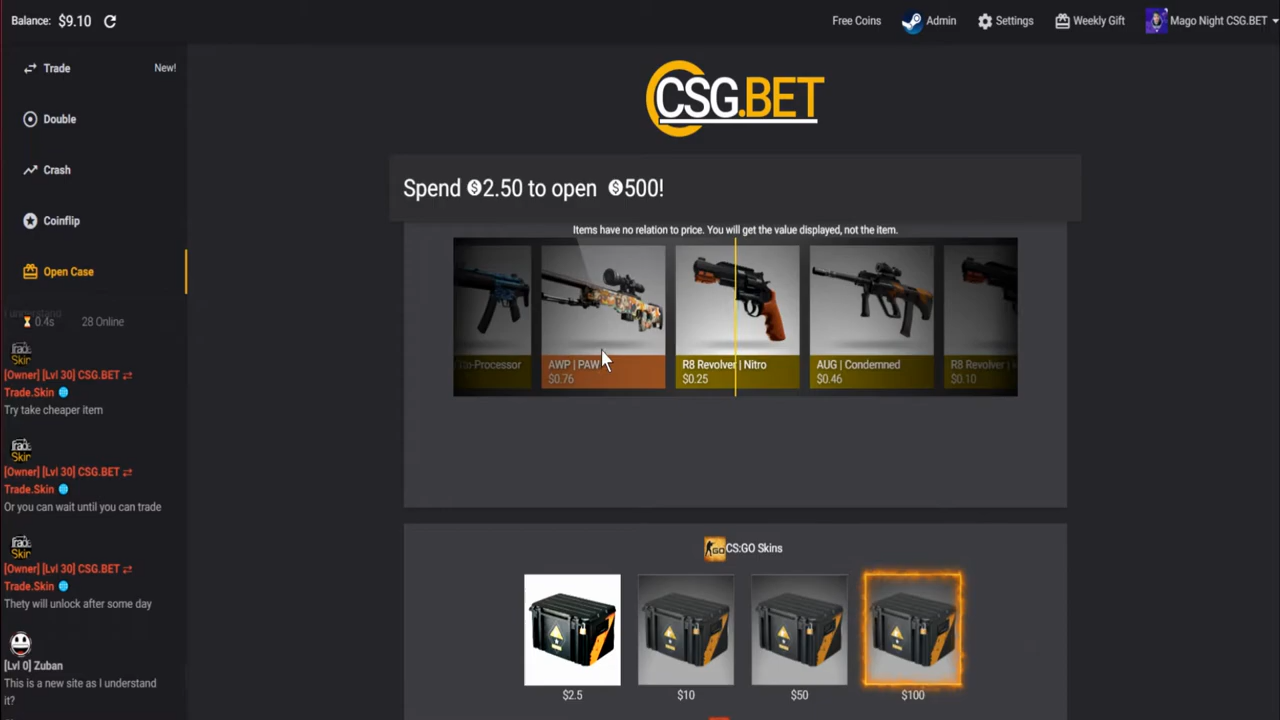 Balance: $9.10
Free Coins
Admin
Settings
Weekly Gift
Mago Night CSG.BET
Trade
New!
Double
Crash
Coinflip
Open Case
I understand
0.4s
28 Online
[Owner] [Lvl 30] CSG.BET ⇄
Trade.Skin
Try take cheaper item
[Owner] [Lvl 30] CSG.BET ⇄
Trade.Skin
Or you can wait until you can trade
[Owner] [Lvl 30] CSG.BET ⇄
Trade.Skin
Thety will unlock after some day
[Lvl 0] Zuban
This is a new site as I understand
it?
CSG.BET
Spend $2.50 to open $500!
Items have no relation to price. You will get the value displayed, not the item.
-Processor
AWP | PAW
$0.76
R8 Revolver | Nitro
$0.25
AUG | Condemned
$0.46
R8 Revolver |
$0.10
GO CS:GO Skins
$2.5
$10
$50
$100